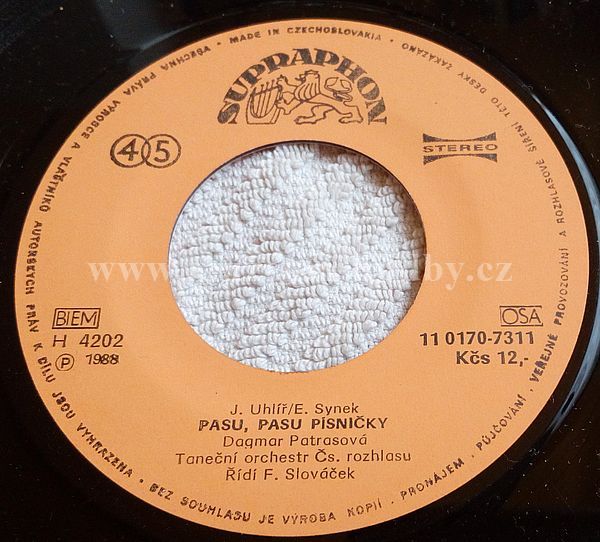 VÝROBCE A VLASTNÍKŮ AUTORSKÝCH PRÁV K DÍLU JSOU VYHRAZENA • BEZ SOUHLASU JE VÝROBA KOPIÍ, PRONÁJEM, PŮJČOVÁNÍ, VEŘEJNÉ PROVOZOVÁNÍ A ROZHLASOVÉ ŠÍŘENÍ TÉTO DESKY ZAKÁZÁNO • MADE IN CZECHOSLOVAKIA • VŠECHNA PRÁVA
SUPRAPHON
45
STEREO
.cz
BIEM
OSA
H 4202
11 0170-7311
Ⓟ 1988
Kčs 12,-
J. Uhlíř/E. Synek
PASU, PASU PÍSNIČKY
Dagmar Patrasová
Taneční orchestr Čs. rozhlasu
Řídí F. Slováček